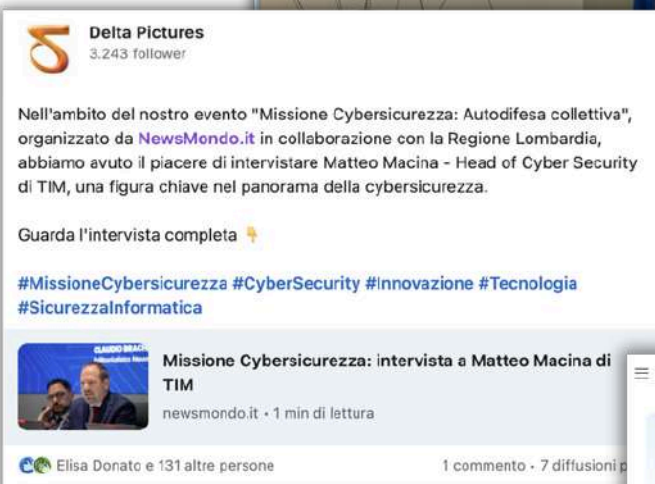 Delta Pictures
3.243 follower
Nell'ambito del nostro evento "Missione Cybersicurezza: Autodifesa collettiva",
organizzato da NewsMondo.it in collaborazione con la Regione Lombardia,
abbiamo avuto il piacere di intervistare Matteo Macina - Head of Cyber Security
di TIM, una figura chiave nel panorama della cybersicurezza.
Guarda l'intervista completa 👇
#MissioneCybersicurezza #CyberSecurity #Innovazione #Tecnologia
#SicurezzaInformatica
CLAUDIO BRACH
Missione Cybersicurezza: intervista a Matteo Macina di
TIM
newsmondo.it • 1 min di lettura
Elisa Donato e 131 altre persone
1 commento • 7 diffusioni p